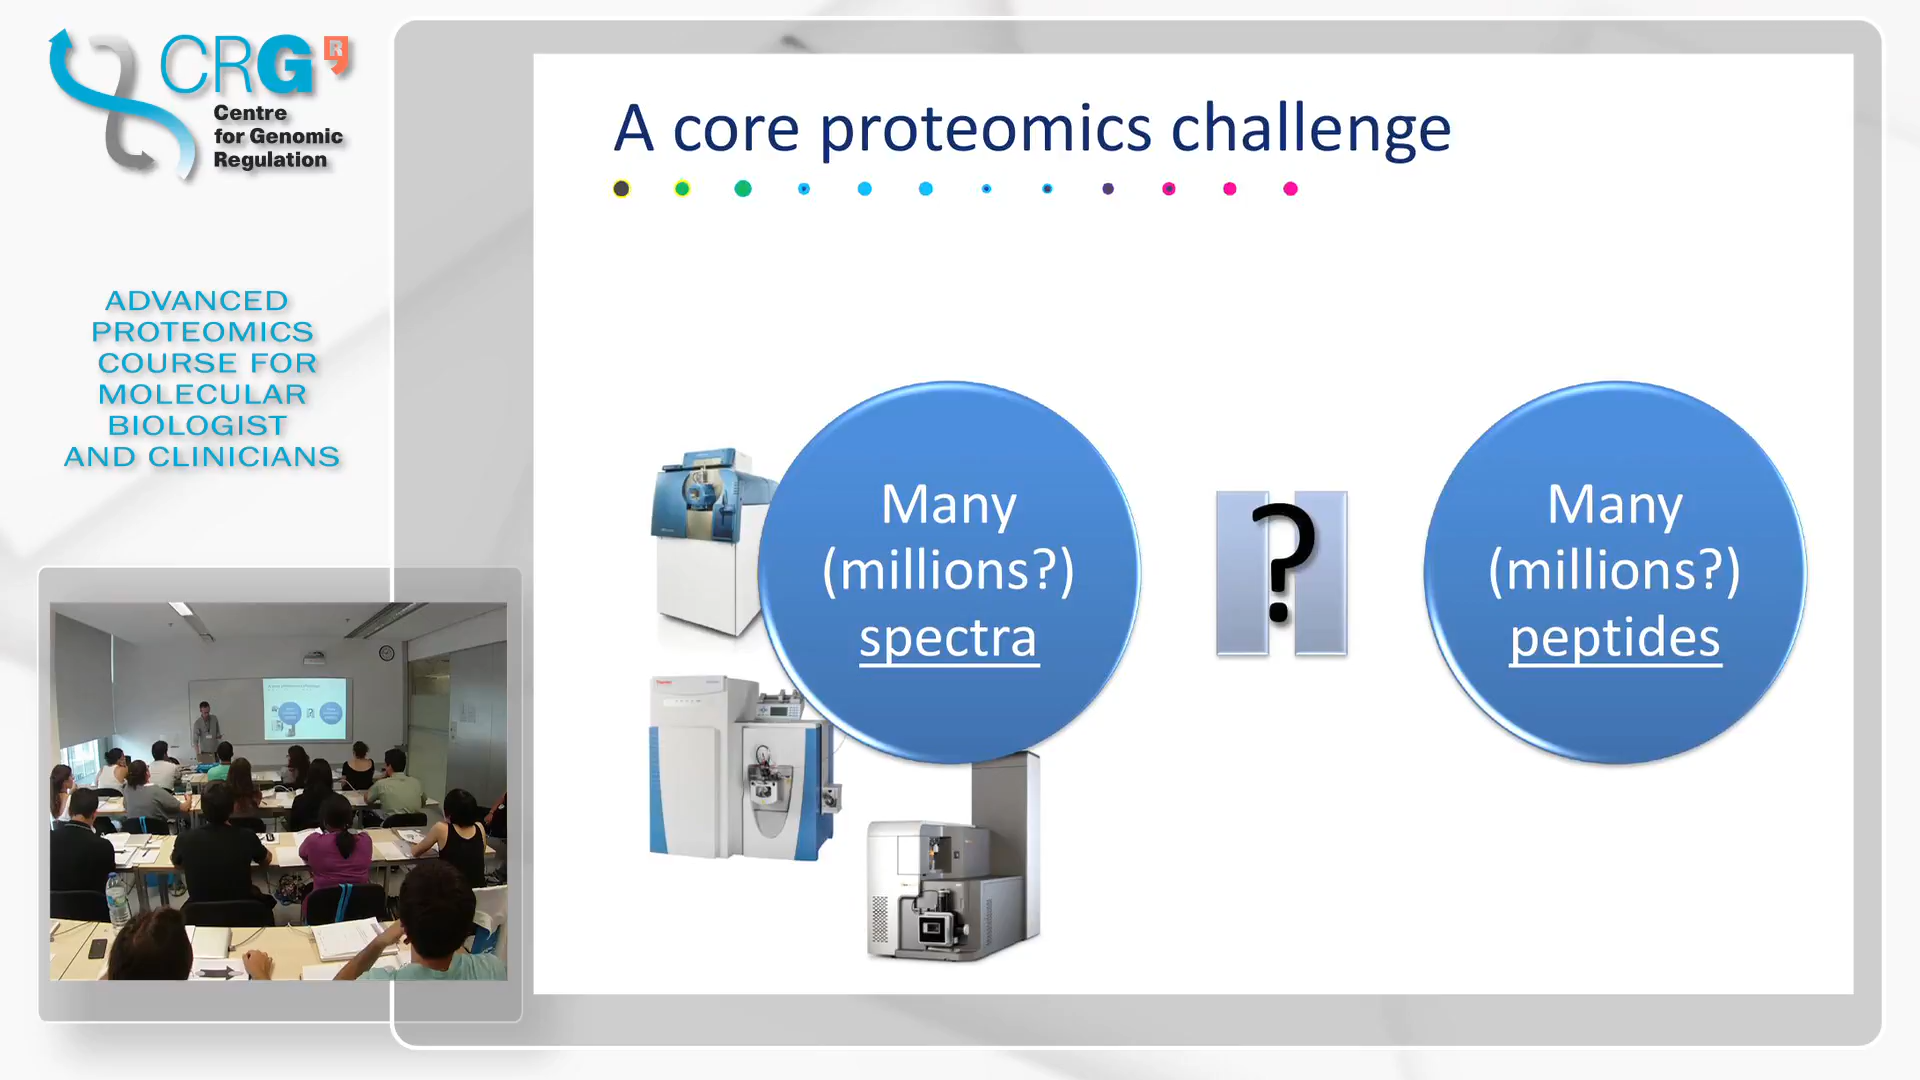 CRG
R
Centre
for Genomic
Regulation
ADVANCED
PROTEOMICS
COURSE FOR
MOLECULAR
BIOLOGIST
AND CLINICIANS
A core proteomics challenge
Many
(millions?)
spectra
?
Many
(millions?)
peptides